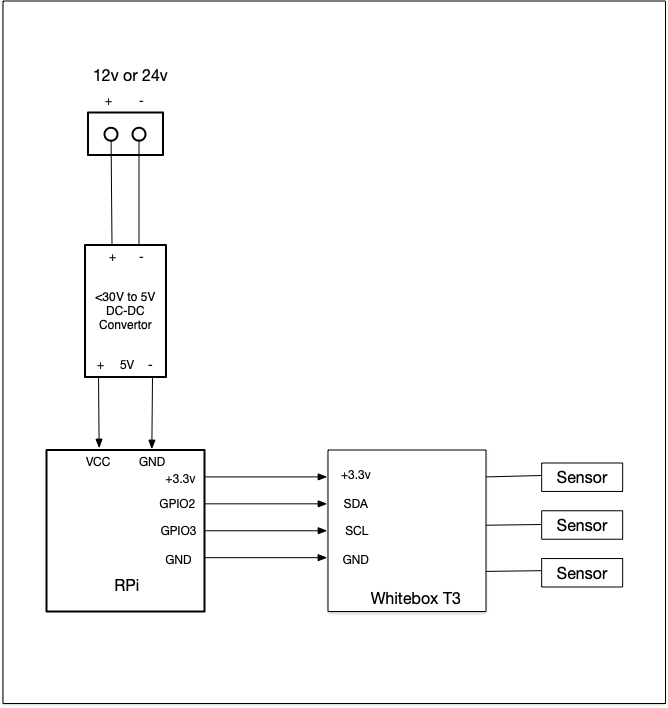 12v or 24v
+ -
+ -
<30V to 5V
DC-DC
Convertor
+ 5V -
VCC GND
+3.3v
GPIO2
GPIO3
GND
RPi
+3.3v
SDA
SCL
GND
Whitebox T3
Sensor
Sensor
Sensor